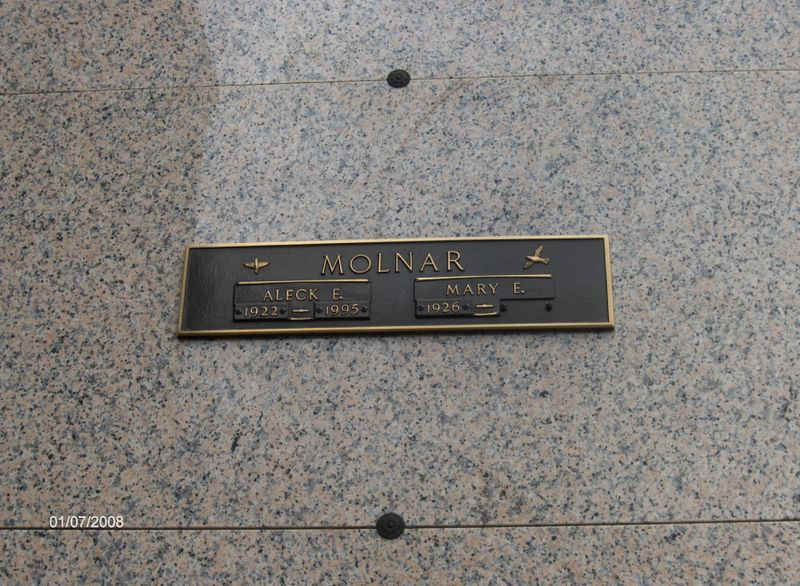 MOLNAR
ALECK E. MARY E.
1922 – 1995 1926 –
01/07/2008